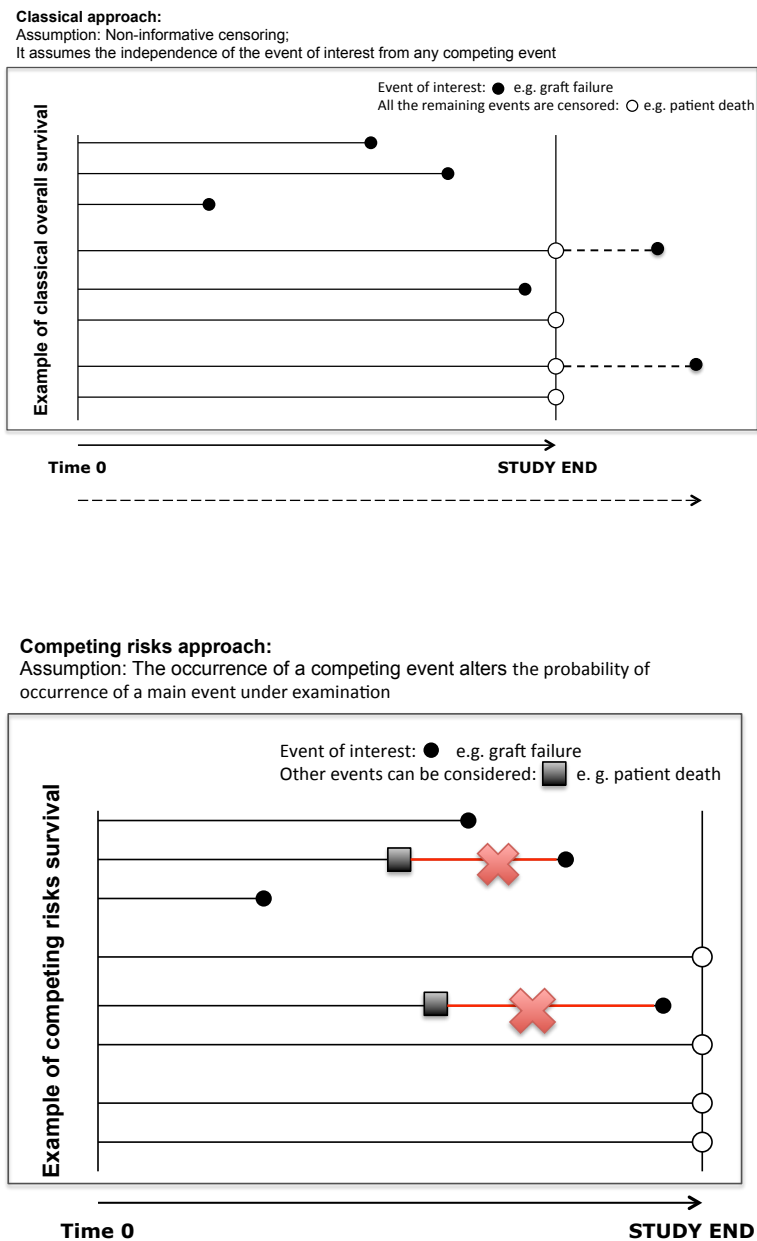 Classical approach:
Assumption: Non-informative censoring;
It assumes the independence of the event of interest from any competing event
Event of interest: e.g. graft failure
All the remaining events are censored: e.g. patient death
Example of classical overall survival
Time 0
STUDY END
Competing risks approach:
Assumption: The occurrence of a competing event alters the probability of
occurrence of a main event under examination
Event of interest: e.g. graft failure
Other events can be considered: e. g. patient death
Example of competing risks survival
Time 0
STUDY END